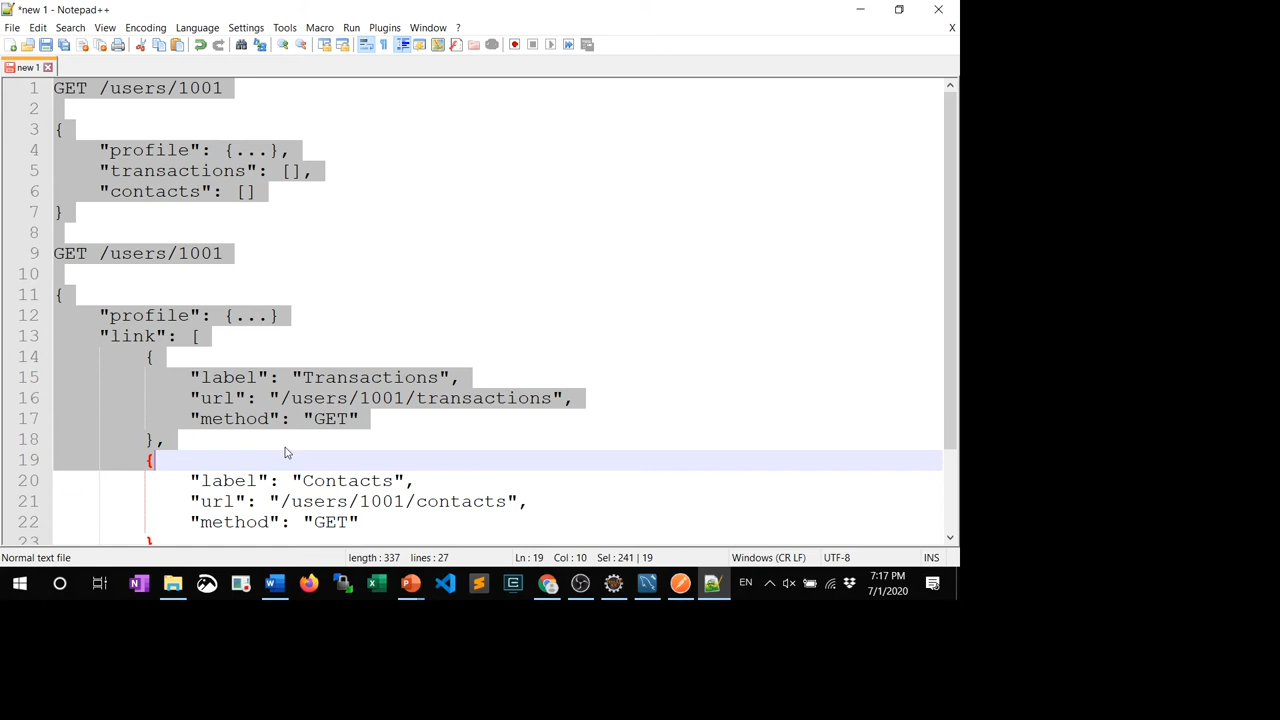 *new 1 - Notepad++
File Edit Search View Encoding Language Settings Tools Macro Run Plugins Window ? X
new 1
1 GET /users/1001
2
3 {
4 "profile": {...},
5 "transactions": [],
6 "contacts": []
7 }
8
9 GET /users/1001
10
11 {
12 "profile": {...}
13 "link": [
14 {
15 "label": "Transactions",
16 "url": "/users/1001/transactions",
17 "method": "GET"
18 },
19 {
20 "label": "Contacts",
21 "url": "/users/1001/contacts",
22 "method": "GET"
23 }
Normal text file length : 337 lines : 27 Ln : 19 Col : 10 Sel : 241 | 19 Windows (CR LF) UTF-8 INS
EN 7:17 PM
7/1/2020